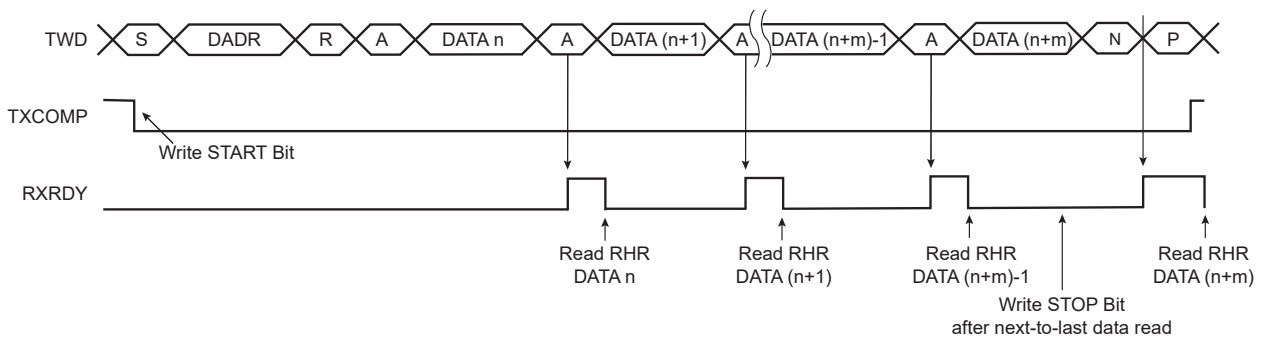 TWD S DADR R A DATA n A DATA (n+1) A DATA (n+m)-1 A DATA (n+m) N P
TXCOMP
Write START Bit
RXRDY
Read RHR Read RHR Read RHR Read RHR
DATA n DATA (n+1) DATA (n+m)-1 DATA (n+m)
Write STOP Bit
after next-to-last data read